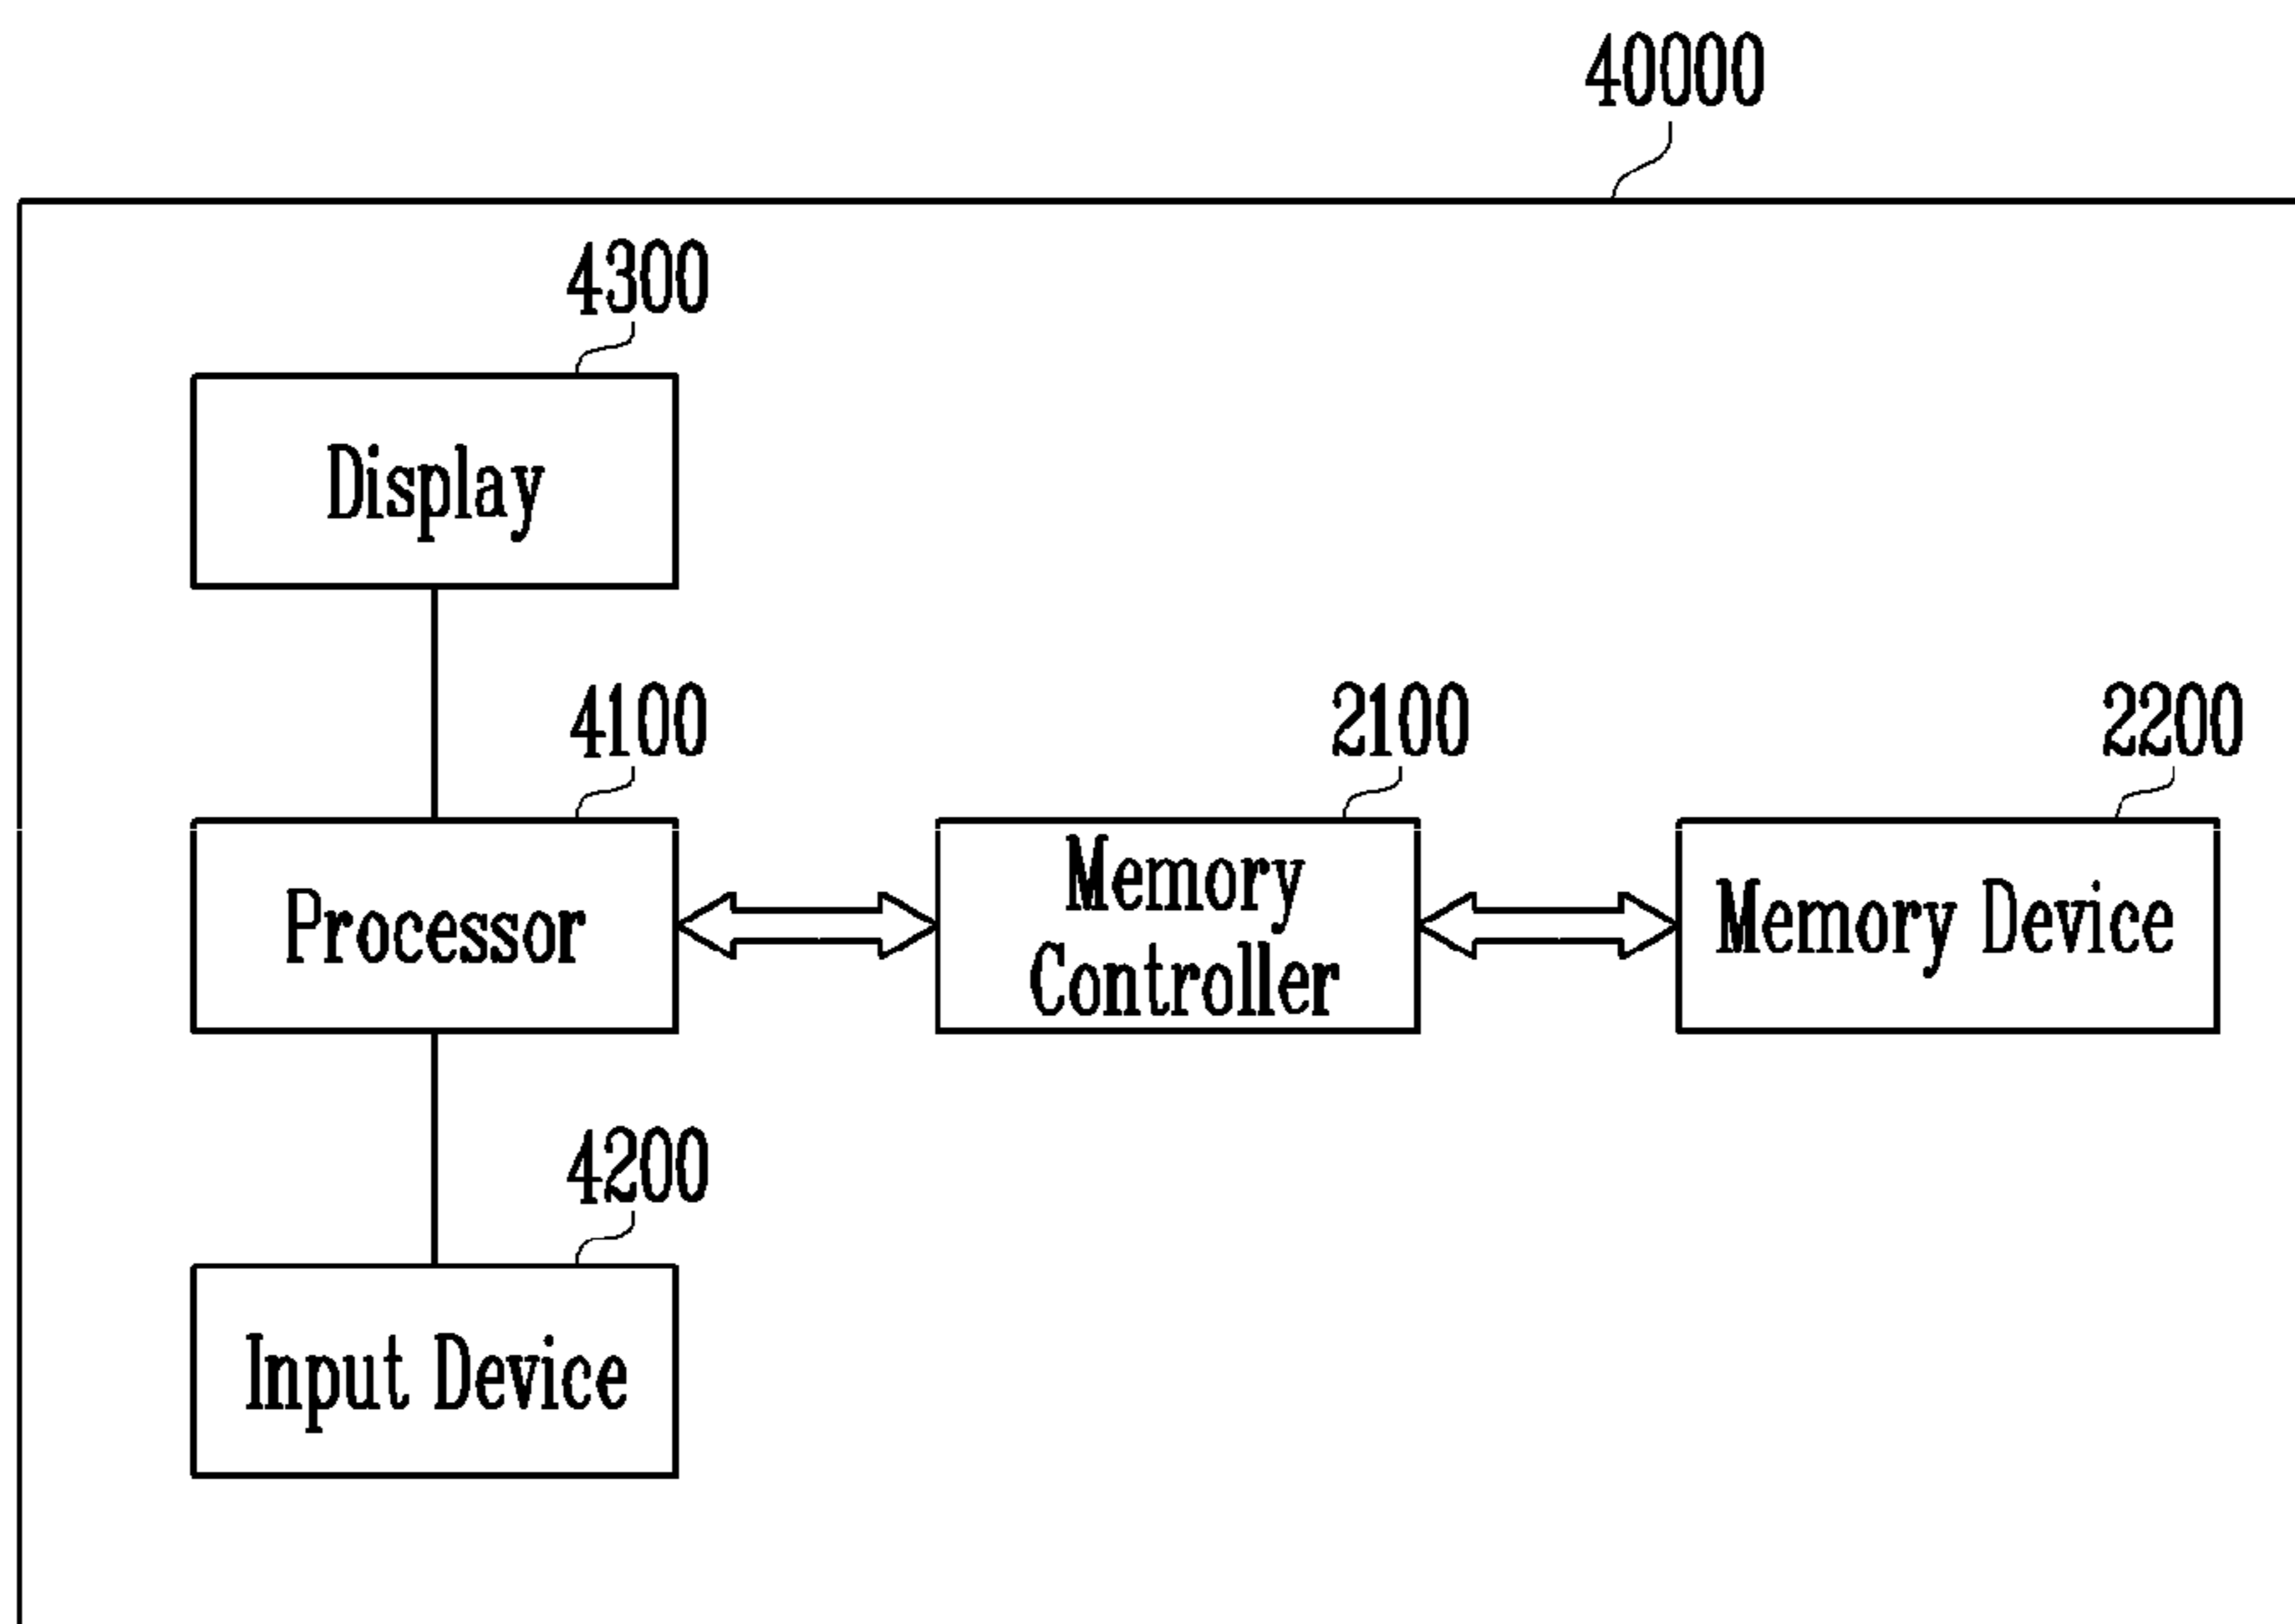 40000
4300
Display
4100
2100
2200
Processor
Memory
Controller
Memory Device
4200
Input Device